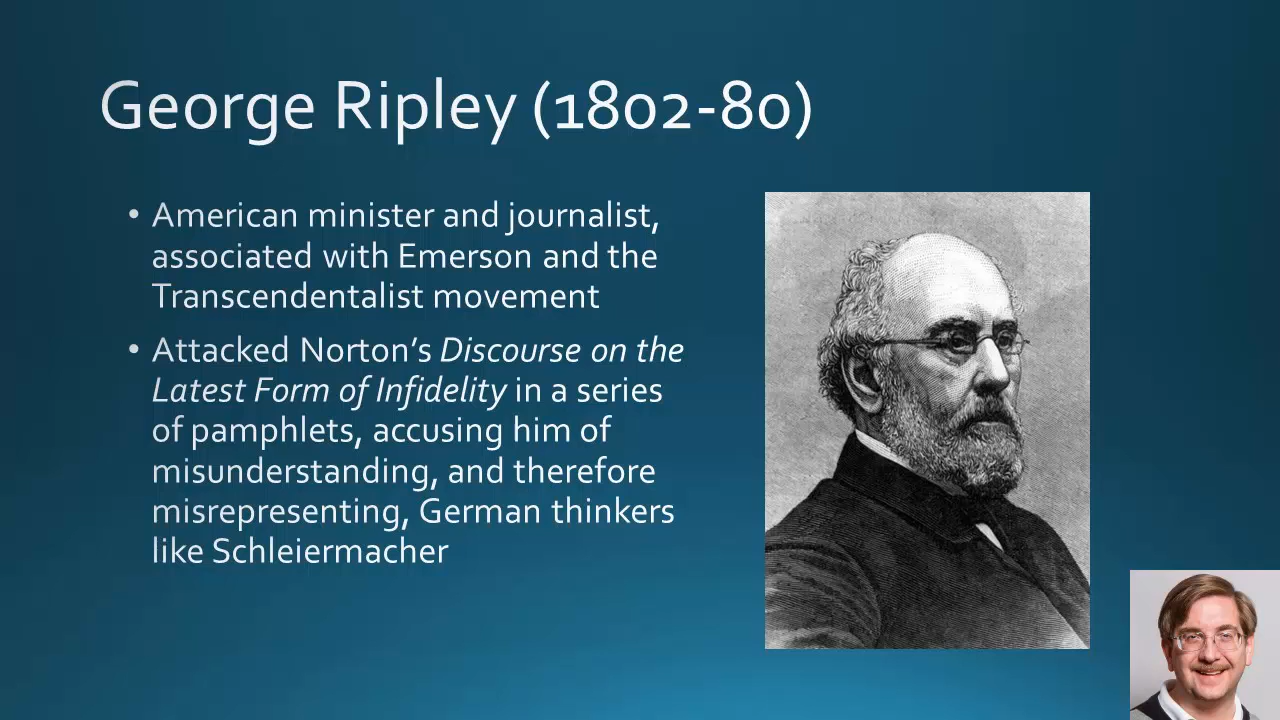 George Ripley (1802-80)
• American minister and journalist,
associated with Emerson and the
Transcendentalist movement
• Attacked Norton’s Discourse on the
Latest Form of Infidelity in a series
of pamphlets, accusing him of
misunderstanding, and therefore
misrepresenting, German thinkers
like Schleiermacher